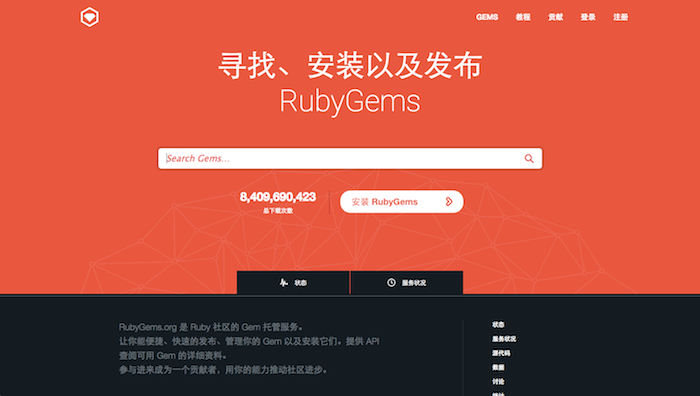 GEMS 教程 贡献 登录 注册
寻找、安装以及发布
RubyGems
Search Gems...
8,409,690,423
总下载次数
安装 RubyGems
状态 服务状况
RubyGems.org 是 Ruby 社区的 Gem 托管服务。
让你能便捷、快速的发布、管理你的 Gem 以及安装它们。提供 API
查阅可用 Gem 的详细资料。
参与进来成为一个贡献者，用你的能力推动社区进步。
状态
服务状况
源代码
数据
讨论